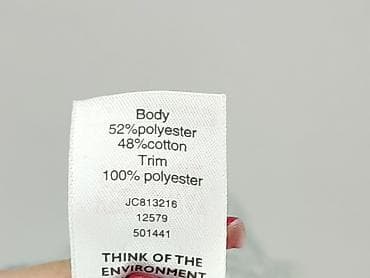 Body
52%polyester
48%cotton
Trim
100% polyester
JC813216
12579
501441
THINK OF THE
ENVIRONMENT